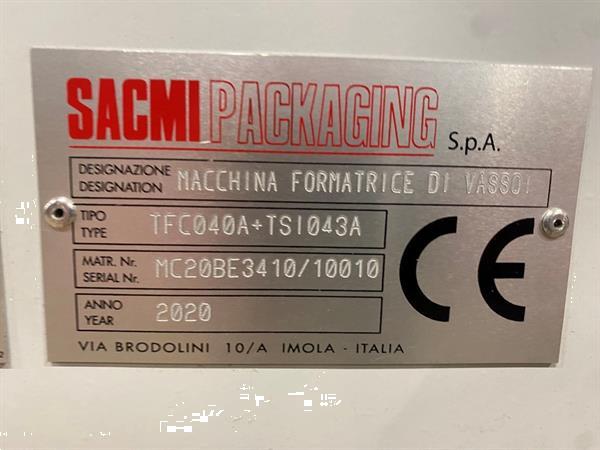 SACMI PACKAGING S.p.A.
DESIGNAZIONE
DESIGNATION
MACCHINA FORMATRICE DI VASSOI
TIPO
TYPE
TFC040A+TSI043A
MATR. Nr.
SERIAL Nr.
MC20BE3410/10010
ANNO
YEAR
2020
CE
VIA BRODOLINI 10/A IMOLA - ITALIA